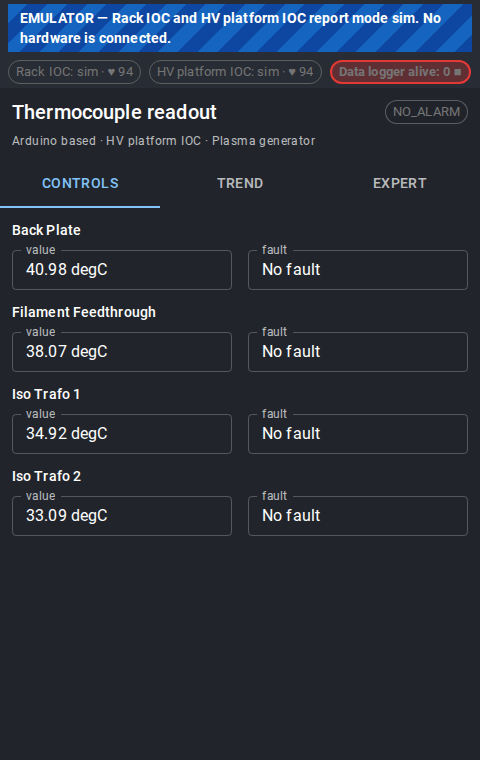 EMULATOR — Rack IOC and HV platform IOC report mode sim. No
hardware is connected.
Rack IOC: sim · ♥ 94
HV platform IOC: sim · ♥ 94
Data logger alive: 0 ■
Thermocouple readout
NO_ALARM
Arduino based · HV platform IOC · Plasma generator
CONTROLS
TREND
EXPERT
Back Plate
value
fault
40.98 degC
No fault
Filament Feedthrough
value
fault
38.07 degC
No fault
Iso Trafo 1
value
fault
34.92 degC
No fault
Iso Trafo 2
value
fault
33.09 degC
No fault